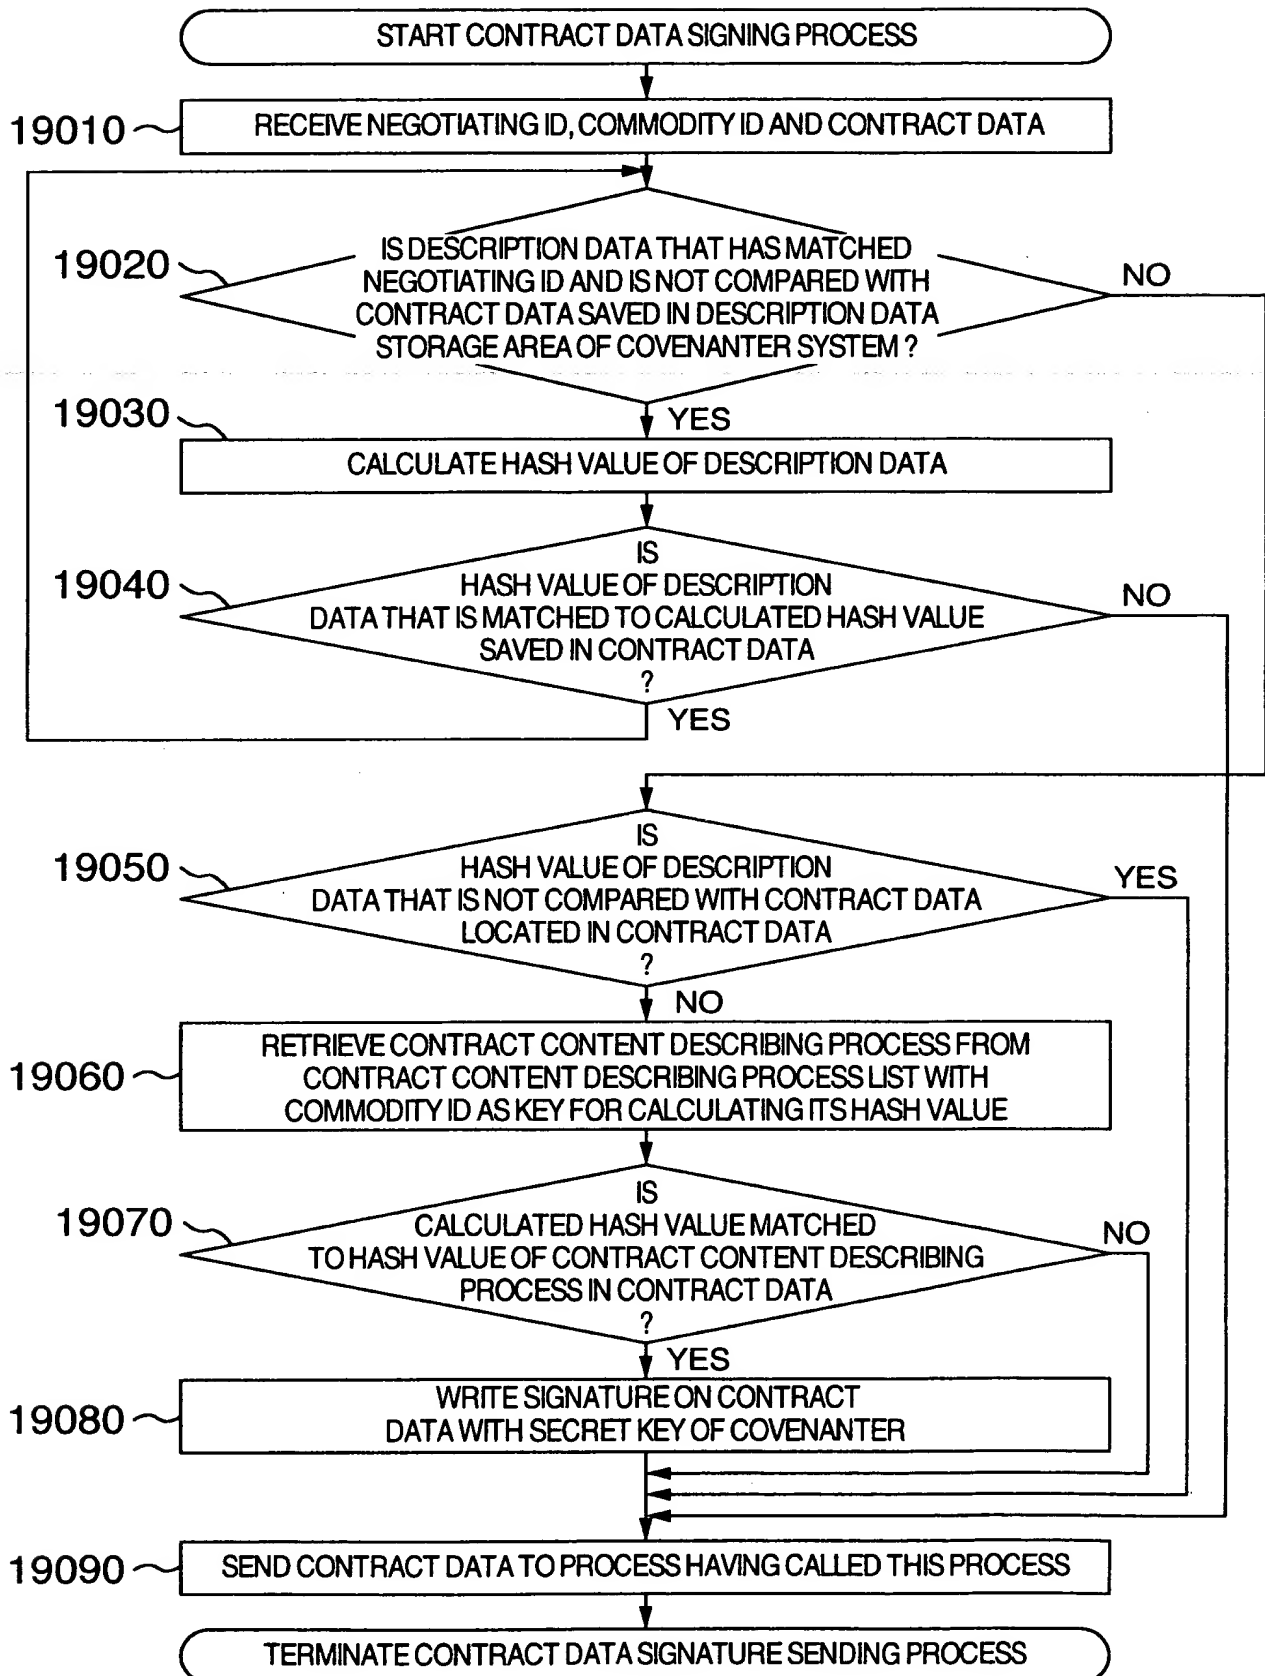 START CONTRACT DATA SIGNING PROCESS
19010
RECEIVE NEGOTIATING ID, COMMODITY ID AND CONTRACT DATA
19020
IS DESCRIPTION DATA THAT HAS MATCHED
NEGOTIATING ID AND IS NOT COMPARED WITH
CONTRACT DATA SAVED IN DESCRIPTION DATA
STORAGE AREA OF COVENANTER SYSTEM ?
NO
YES
19030
CALCULATE HASH VALUE OF DESCRIPTION DATA
19040
IS
HASH VALUE OF DESCRIPTION
DATA THAT IS MATCHED TO CALCULATED HASH VALUE
SAVED IN CONTRACT DATA
?
NO
YES
19050
IS
HASH VALUE OF DESCRIPTION
DATA THAT IS NOT COMPARED WITH CONTRACT DATA
LOCATED IN CONTRACT DATA
?
YES
NO
19060
RETRIEVE CONTRACT CONTENT DESCRIBING PROCESS FROM
CONTRACT CONTENT DESCRIBING PROCESS LIST WITH
COMMODITY ID AS KEY FOR CALCULATING ITS HASH VALUE
19070
IS
CALCULATED HASH VALUE MATCHED
TO HASH VALUE OF CONTRACT CONTENT DESCRIBING
PROCESS IN CONTRACT DATA
?
NO
YES
19080
WRITE SIGNATURE ON CONTRACT
DATA WITH SECRET KEY OF COVENANTER
19090
SEND CONTRACT DATA TO PROCESS HAVING CALLED THIS PROCESS
TERMINATE CONTRACT DATA SIGNATURE SENDING PROCESS